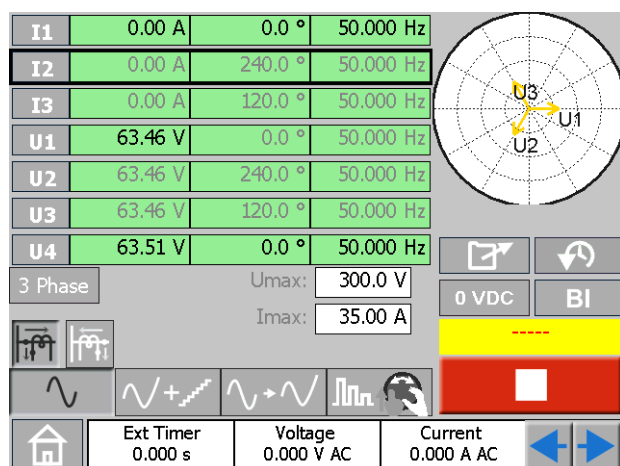 I1 0.00 A 0.0 ° 50.000 Hz
I2 0.00 A 240.0 ° 50.000 Hz
I3 0.00 A 120.0 ° 50.000 Hz
U1 63.46 V 0.0 ° 50.000 Hz
U2 63.46 V 240.0 ° 50.000 Hz
U3 63.46 V 120.0 ° 50.000 Hz
U4 63.51 V 0.0 ° 50.000 Hz
U3
U1
U2
3 Phase Umax: 300.0 V
Imax: 35.00 A
0 VDC BI
-----
Ext Timer Voltage Current
0.000 s 0.000 V AC 0.000 A AC